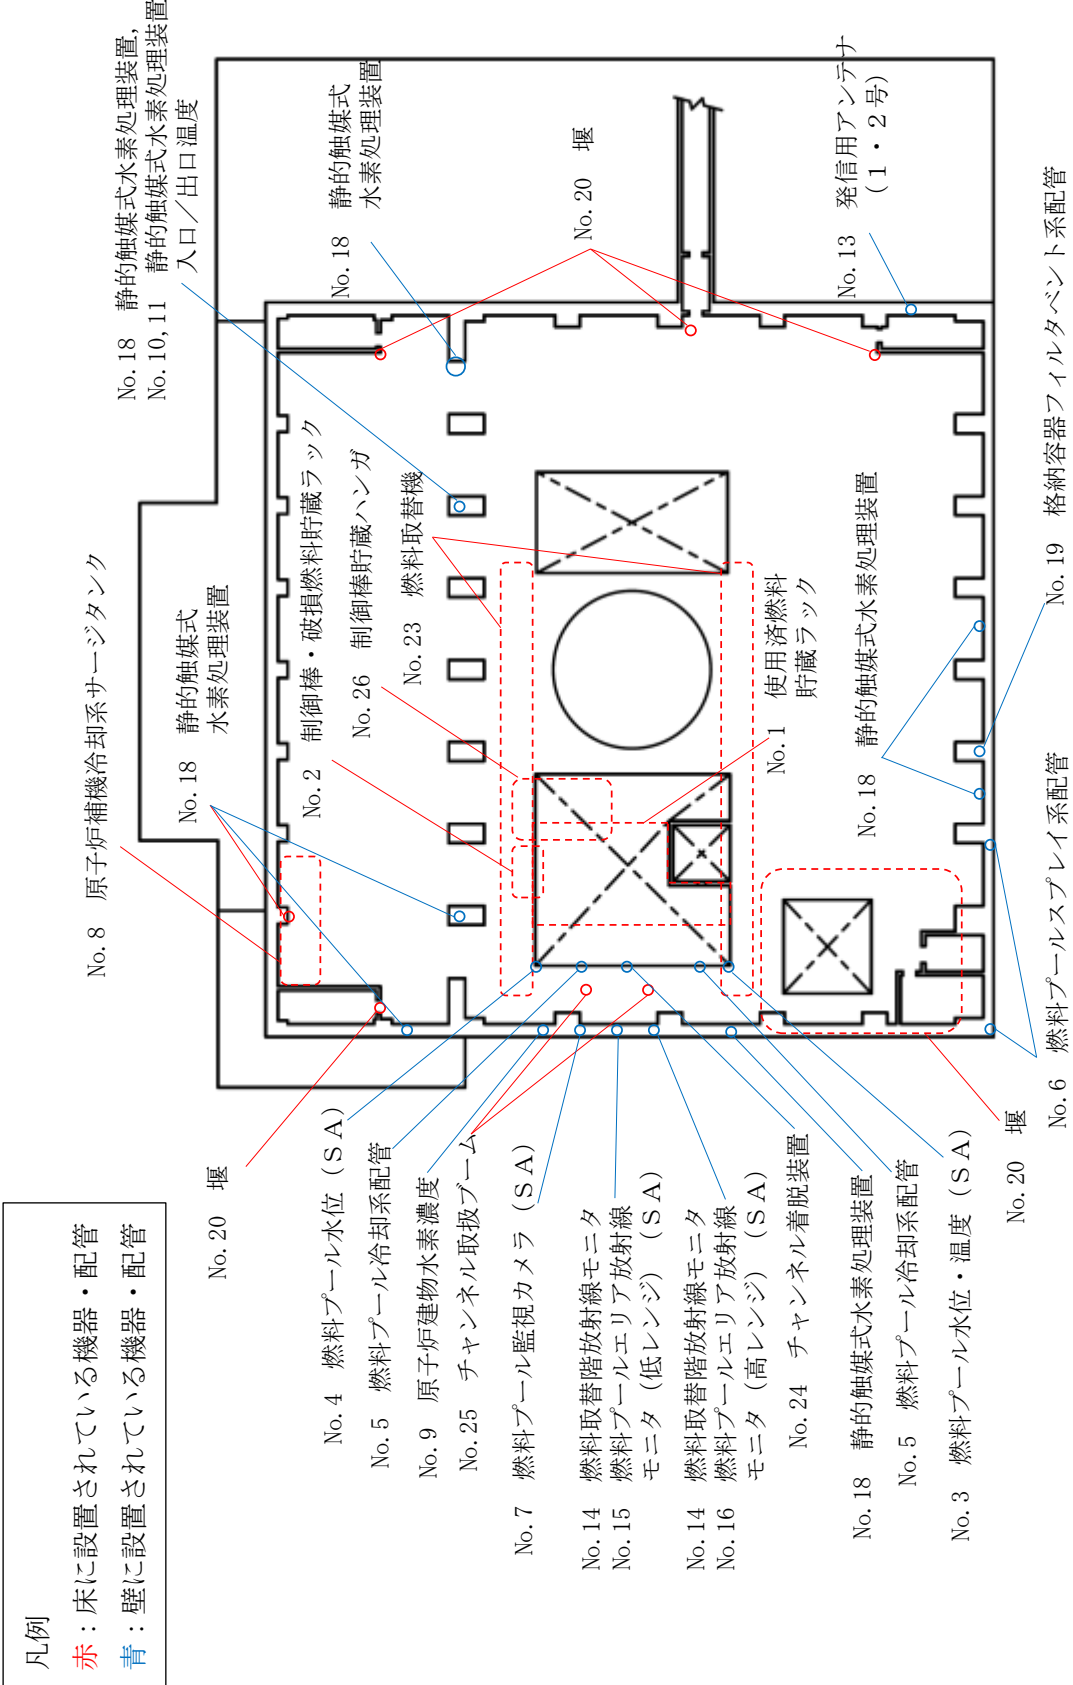 凡例
赤：床に設置されている機器・配管
青：壁に設置されている機器・配管
No.8　原子炉補機冷却系サージタンク
No.18　静的触媒式水素処理装置,
No.10,11　静的触媒式水素処理装置
入口／出口温度
No.18　静的触媒式
水素処理装置
No.20　堰
No.2　制御棒・破損燃料貯蔵ラック
No.18　静的触媒式
水素処理装置
No.26　制御棒貯蔵ハンガ
No.23　燃料取替機
No.20　堰
No.4　燃料プール水位（ＳＡ）
No.5　燃料プール冷却系配管
No.9　原子炉建物水素濃度
No.25　チャンネル取扱ブーム
No.7　燃料プール監視カメラ（ＳＡ）
No.14　燃料取替階放射線モニタ
No.15　燃料プールエリア放射線
モニタ（低レンジ）（ＳＡ）
No.14　燃料取替階放射線モニタ
No.16　燃料プールエリア放射線
モニタ（高レンジ）（ＳＡ）
No.24　チャンネル着脱装置
No.1　使用済燃料
貯蔵ラック
No.18　静的触媒式水素処理装置
No.13　発信用アンテナ
（１・２号）
No.18　静的触媒式水素処理装置
No.5　燃料プール冷却系配管
No.3　燃料プール水位・温度（ＳＡ）
No.20　堰
No.6　燃料プールスプレイ系配管
No.19　格納容器フィルタベント系配管